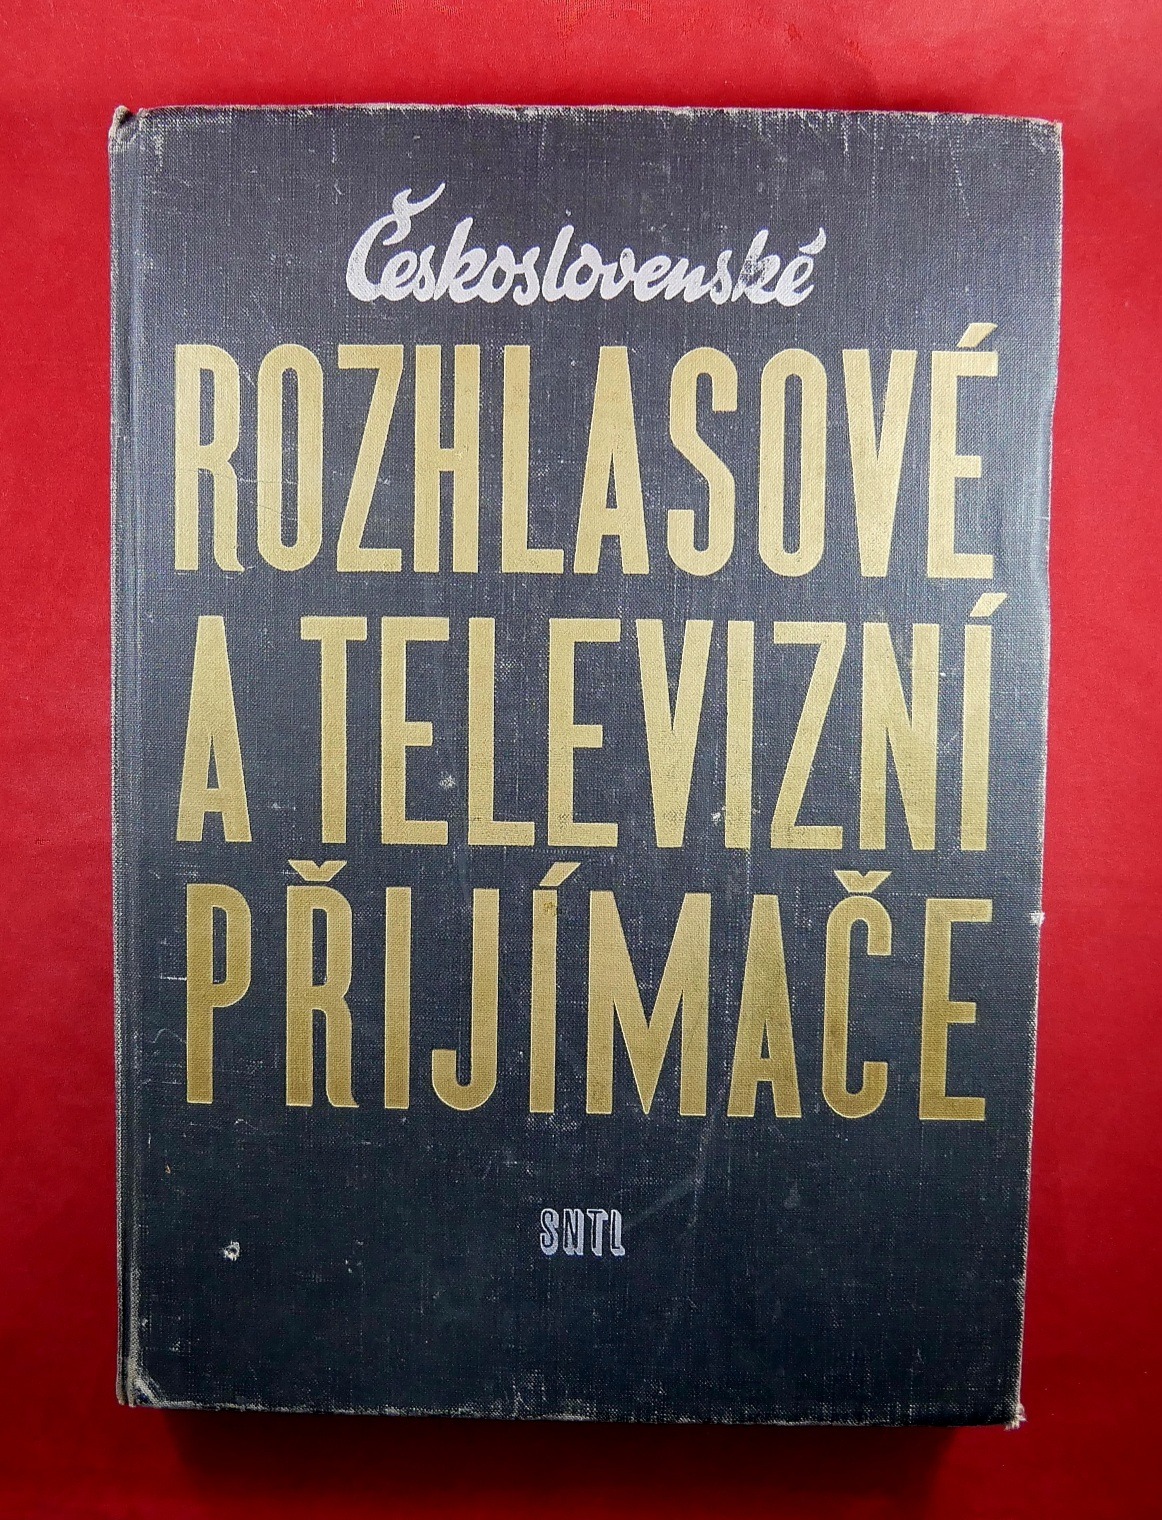 Československé
ROZHLASOVÉ
A TELEVIZNÍ
PŘIJÍMAČE
SNTL